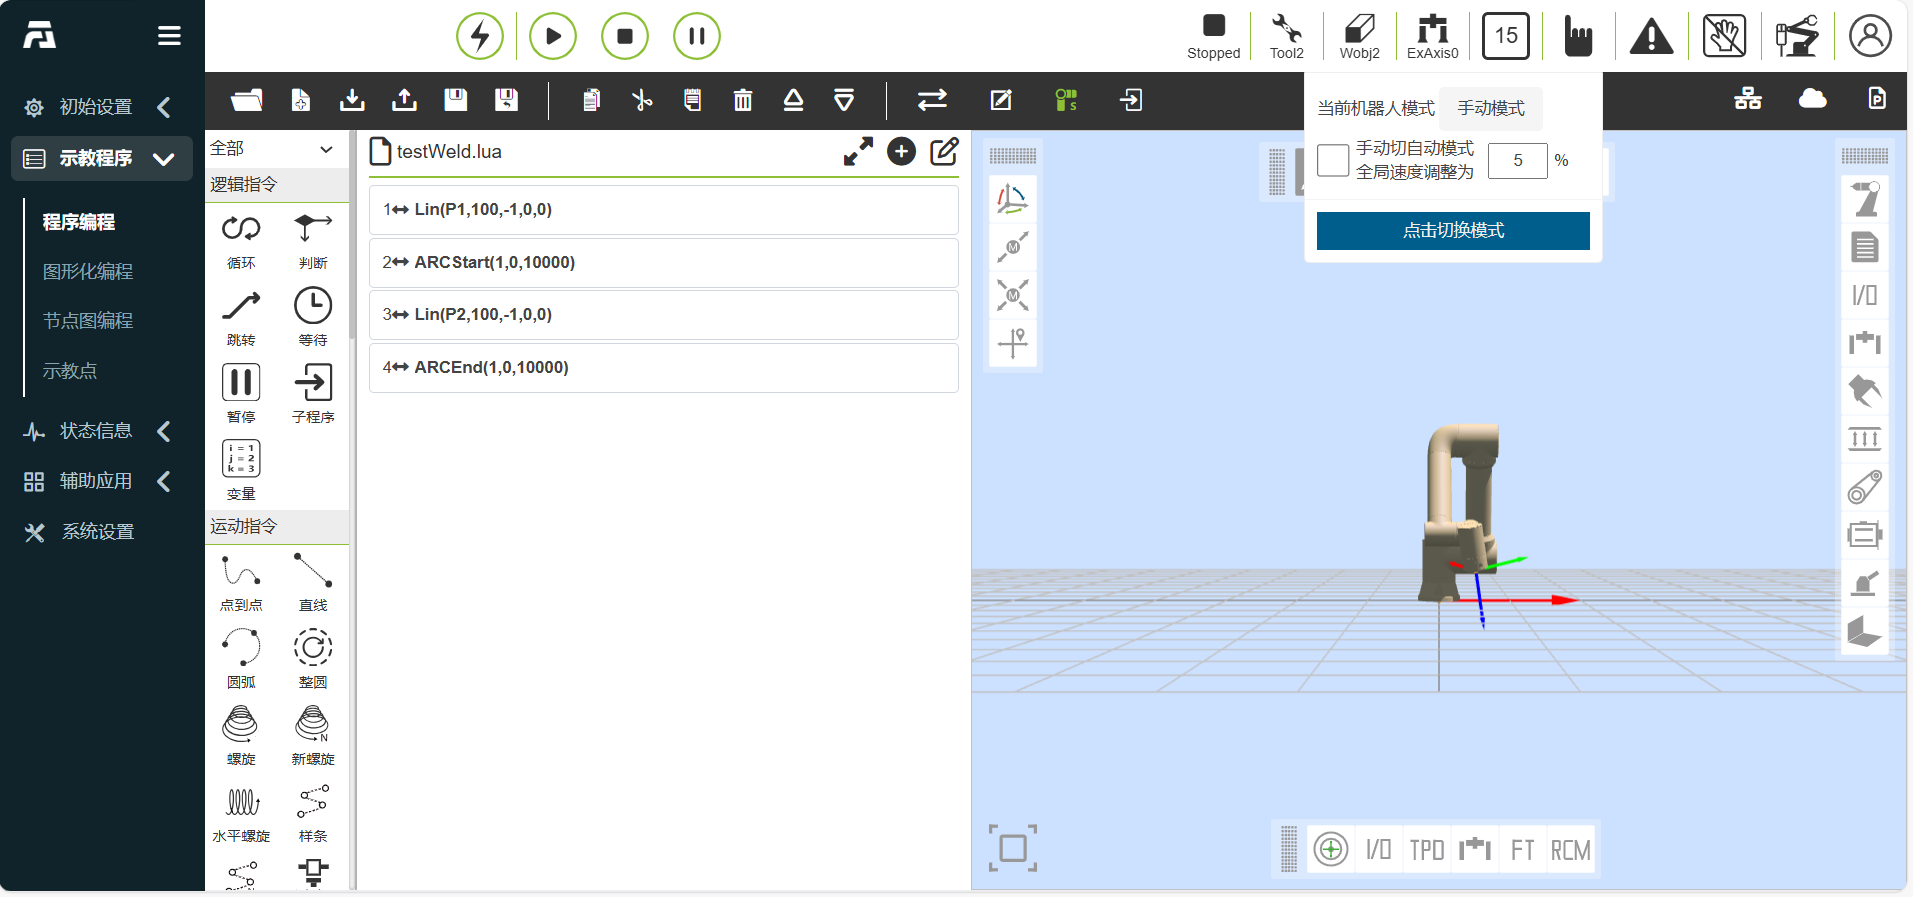 Stopped
Tool2
Wobj2
ExAxis0
15
初始设置
示教程序
程序编程
图形化编程
节点图编程
示教点
状态信息
辅助应用
系统设置
全部
逻辑指令
循环
判断
跳转
等待
暂停
子程序
i = 1
j = 2
k = 3
变量
运动指令
点到点
直线
圆弧
整圆
螺旋
N
新螺旋
水平螺旋
样条
testWeld.lua
1 Lin(P1,100,-1,0,0)
2 ARCStart(1,0,10000)
3 Lin(P2,100,-1,0,0)
4 ARCEnd(1,0,10000)
S
P
当前机器人模式 手动模式
手动切自动模式
全局速度调整为 5 %
点击切换模式
M
M
I/O
I/O
TPD
FT
RCM